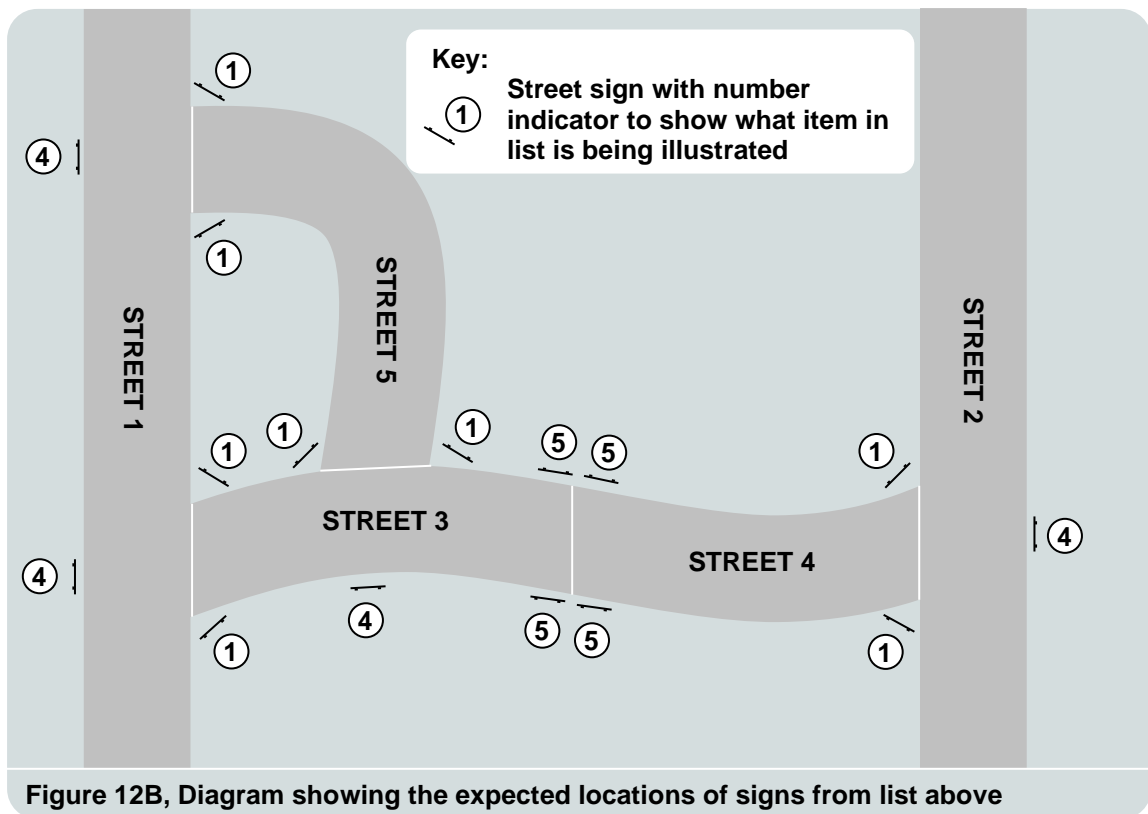 Key:
1
Street sign with number
indicator to show what item in
list is being illustrated
1
4
1
STREET 1
STREET 5
STREET 2
1
1
1
5
5
1
STREET 3
STREET 4
4
4
4
1
5
5
1
Figure 12B, Diagram showing the expected locations of signs from list above